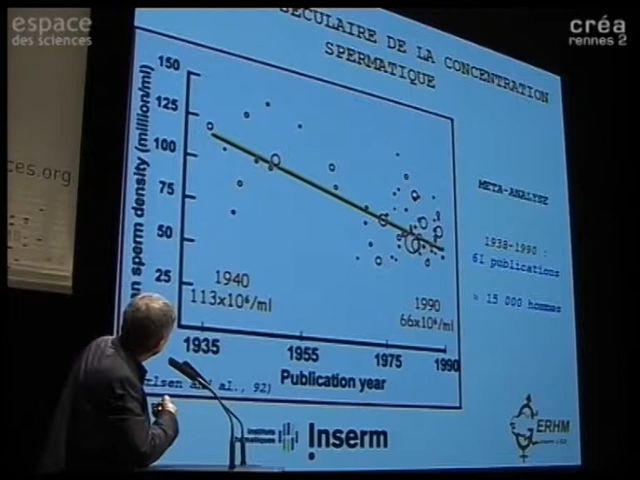 espace
des sciences
créa
rennes 2
SÉCULAIRE DE LA CONCENTRATION
SPERMATIQUE
ces.org
150
125
100
75
50
25
sperm density (million/ml)
1940
113x10⁶/ml
1990
66x10⁶/ml
1935
1955
1975
1990
Publication year
al., 92)
META-ANALYSE
1938-1990 :
61 publications
≈ 15 000 hommes
Inserm
GERHM